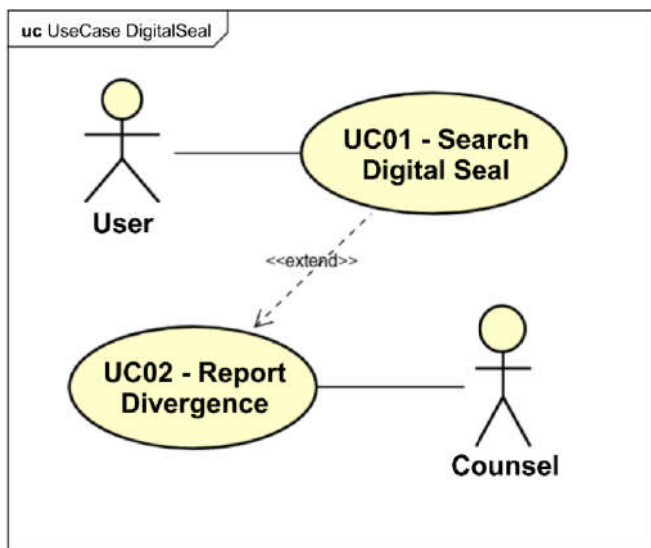 uc UseCase DigitalSeal
UC01 - Search
Digital Seal
User
<<extend>>
UC02 - Report
Divergence
Counsel